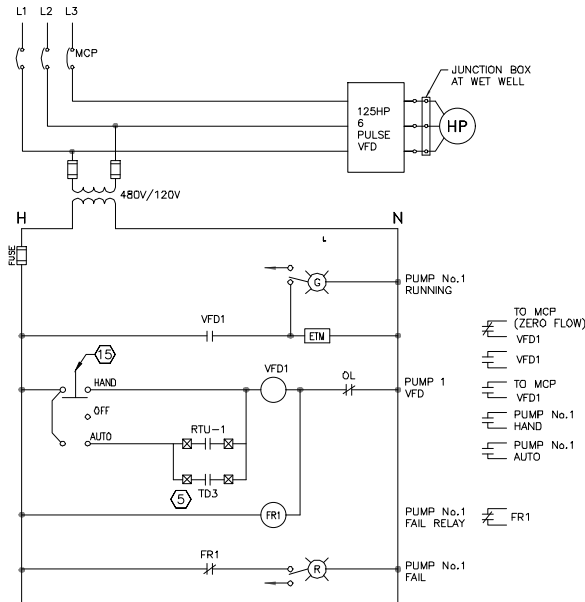 L1 L2 L3
MCP
JUNCTION BOX
AT WET WELL
125HP
6
PULSE
VFD
HP
480V/120V
H
N
FUSE
G
PUMP No.1
RUNNING
VFD1
ETM
TO MCP
(ZERO FLOW)
VFD1
VFD1
TO MCP
VFD1
PUMP No.1
HAND
PUMP No.1
AUTO
15
HAND
OFF
AUTO
VFD1
OL
PUMP 1
VFD
RTU-1
5
TD3
FR1
PUMP No.1
FAIL RELAY
FR1
FR1
R
PUMP No.1
FAIL